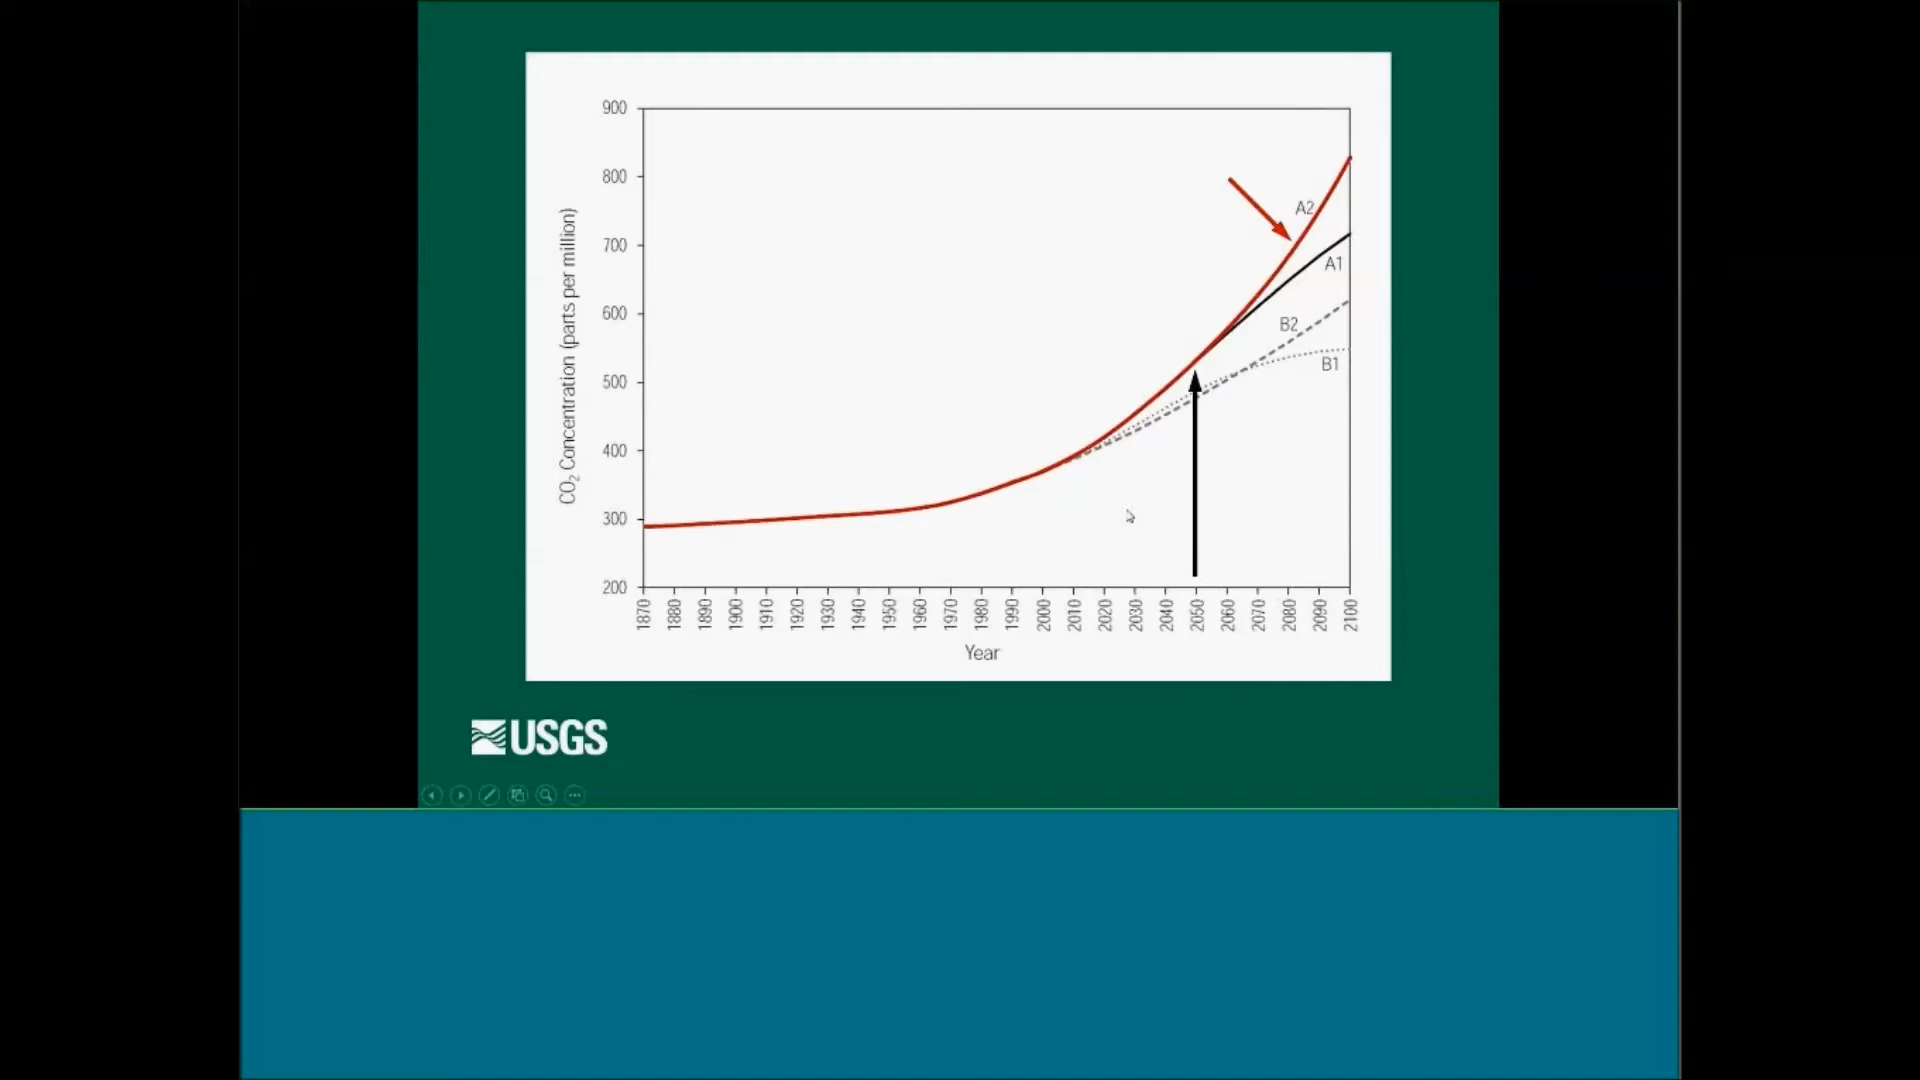 900
800
700
600
500
400
300
200
CO₂ Concentration (parts per million)
A2
A1
B2
B1
1870 1880 1890 1900 1910 1920 1930 1940 1950 1960 1970 1980 1990 2000 2010 2020 2030 2040 2050 2060 2070 2080 2090 2100
Year
USGS